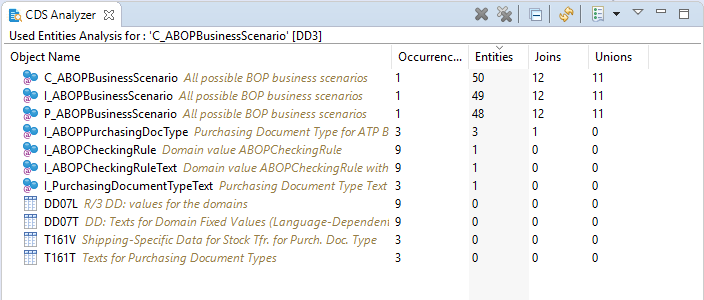 CDS Analyzer
Used Entities Analysis for : 'C_ABOPBusinessScenario' [DD3]
Object Name Occurrenc... Entities Joins Unions
C_ABOPBusinessScenario All possible BOP business scenarios 1 50 12 11
I_ABOPBusinessScenario All possible BOP business scenarios 1 49 12 11
P_ABOPBusinessScenario All possible BOP business scenarios 1 48 12 11
I_ABOPPurchasingDocType Purchasing Document Type for ATP B 3 3 1 0
I_ABOPCheckingRule Domain value ABOPCheckingRule 9 1 0 0
I_ABOPCheckingRuleText Domain value ABOPCheckingRule with 9 1 0 0
I_PurchasingDocumentTypeText Purchasing Document Type Text 3 1 0 0
DD07L R/3 DD: values for the domains 9 0 0 0
DD07T DD: Texts for Domain Fixed Values (Language-Dependent 9 0 0 0
T161V Shipping-Specific Data for Stock Tfr. for Purch. Doc. Type 3 0 0 0
T161T Texts for Purchasing Document Types 3 0 0 0